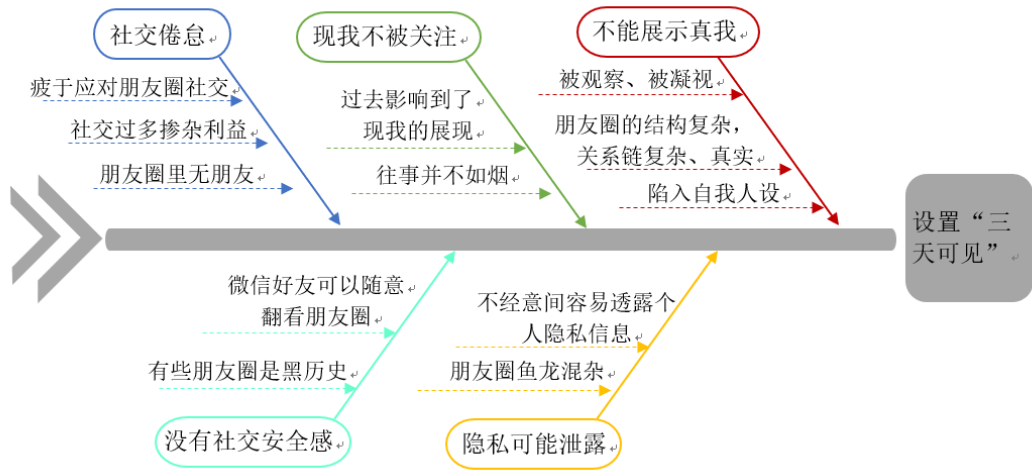 社交倦怠
疲于应对朋友圈社交
社交过多掺杂利益
朋友圈里无朋友
现我不被关注
过去影响到了
现我的展现
往事并不如烟
不能展示真我
被观察、被凝视
朋友圈的结构复杂，
关系链复杂、真实
陷入自我人设
设置“三
天可见”
微信好友可以随意
翻看朋友圈
有些朋友圈是黑历史
没有社交安全感
不经意间容易透露个
人隐私信息
朋友圈鱼龙混杂
隐私可能泄露